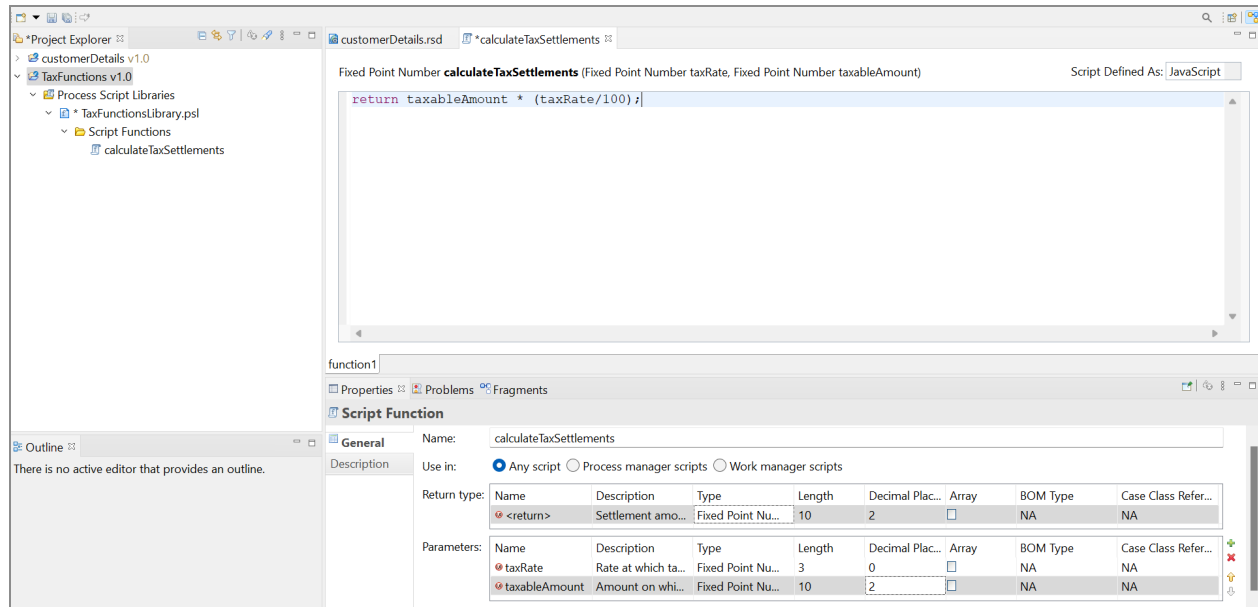 *Project Explorer
customerDetails v1.0
TaxFunctions v1.0
Process Script Libraries
* TaxFunctionsLibrary.psl
Script Functions
calculateTaxSettlements
Outline
There is no active editor that provides an outline.
customerDetails.rsd *calculateTaxSettlements
Fixed Point Number calculateTaxSettlements (Fixed Point Number taxRate, Fixed Point Number taxableAmount) Script Defined As: JavaScript
return taxableAmount * (taxRate/100);
function1
Properties Problems Fragments
Script Function
General
Description
Name: calculateTaxSettlements
Use in: Any script Process manager scripts Work manager scripts
Return type: Name Description Type Length Decimal Plac... Array BOM Type Case Class Refer...
<return> Settlement amo... Fixed Point Nu... 10 2 NA NA
Parameters: Name Description Type Length Decimal Plac... Array BOM Type Case Class Refer...
taxRate Rate at which ta... Fixed Point Nu... 3 0 NA NA
taxableAmount Amount on whi... Fixed Point Nu... 10 2 NA NA